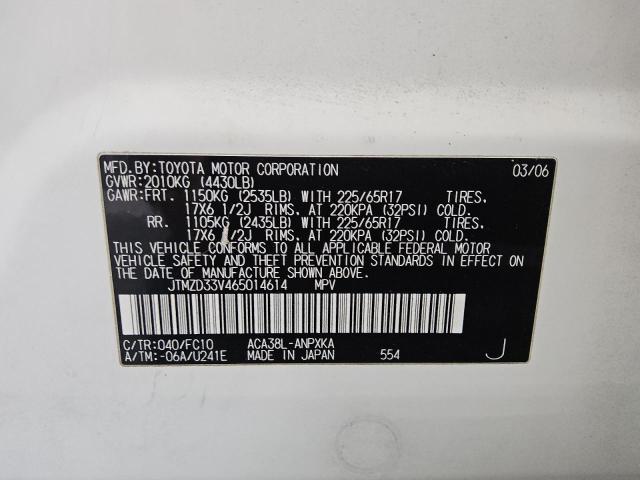 MFD.BY:TOYOTA MOTOR CORPORATION 03/06
GVWR:2010KG (4430LB)
GAWR:FRT. 1150KG (2535LB) WITH 225/65R17 TIRES,
17X6 1/2J RIMS, AT 220KPA (32PSI) COLD.
RR. 1105KG (2435LB) WITH 225/65R17 TIRES,
17X6 1/2J RIMS, AT 220KPA (32PSI) COLD.
THIS VEHICLE CONFORMS TO ALL APPLICABLE FEDERAL MOTOR
VEHICLE SAFETY AND THEFT PREVENTION STANDARDS IN EFFECT ON
THE DATE OF MANUFACTURE SHOWN ABOVE.
JTMZD33V465014614 MPV
C/TR:040/FC10 ACA38L-ANPXKA
A/TM:-06A/U241E MADE IN JAPAN 554 J